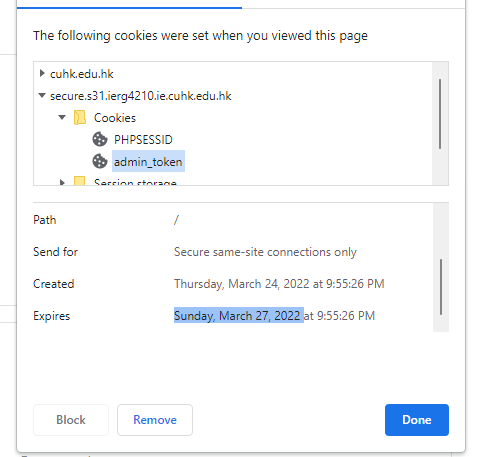 The following cookies were set when you viewed this page
cuhk.edu.hk
secure.s31.ierg4210.ie.cuhk.edu.hk
Cookies
PHPSESSID
admin_token
Session storage
Path /
Send for Secure same-site connections only
Created Thursday, March 24, 2022 at 9:55:26 PM
Expires Sunday, March 27, 2022 at 9:55:26 PM
Block Remove Done